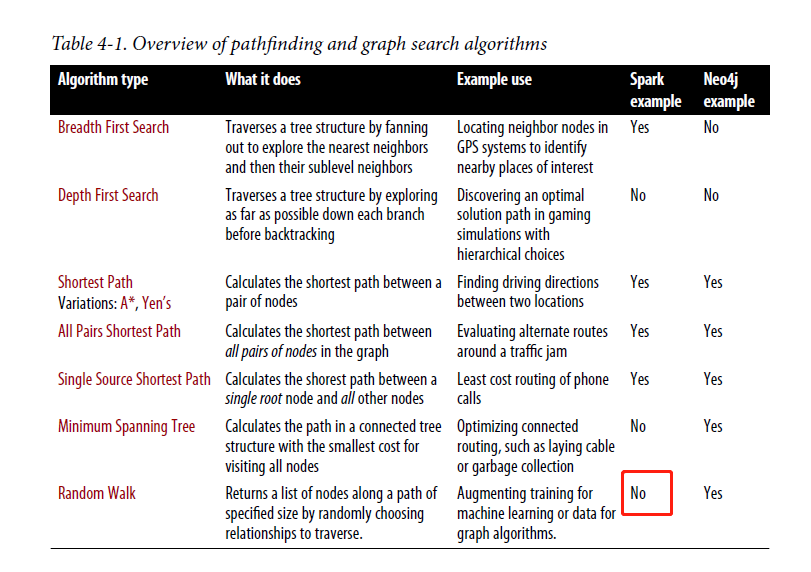 Table 4-1. Overview of pathfinding and graph search algorithms
Algorithm type What it does Example use Spark example Neo4j example
Breadth First Search Traverses a tree structure by fanning out to explore the nearest neighbors and then their sublevel neighbors Locating neighbor nodes in GPS systems to identify nearby places of interest Yes No
Depth First Search Traverses a tree structure by exploring as far as possible down each branch before backtracking Discovering an optimal solution path in gaming simulations with hierarchical choices No No
Shortest Path Variations: A*, Yen's Calculates the shortest path between a pair of nodes Finding driving directions between two locations Yes Yes
All Pairs Shortest Path Calculates the shortest path between all pairs of nodes in the graph Evaluating alternate routes around a traffic jam Yes Yes
Single Source Shortest Path Calculates the shorest path between a single root node and all other nodes Least cost routing of phone calls Yes Yes
Minimum Spanning Tree Calculates the path in a connected tree structure with the smallest cost for visiting all nodes Optimizing connected routing, such as laying cable or garbage collection No Yes
Random Walk Returns a list of nodes along a path of specified size by randomly choosing relationships to traverse. Augmenting training for machine learning or data for graph algorithms. No Yes